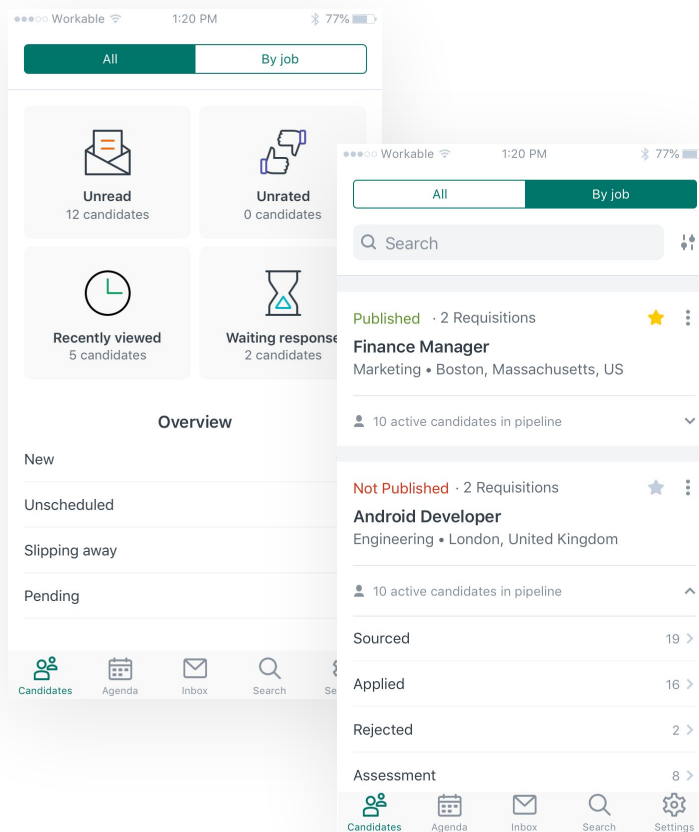 Workable
1:20 PM
77%
All
By job
Unread
12 candidates
Unrated
0 candidates
Recently viewed
5 candidates
Waiting response
2 candidates
Overview
New
Unscheduled
Slipping away
Pending
Candidates
Agenda
Inbox
Search
Se
Workable
1:20 PM
77%
All
By job
Search
Published · 2 Requisitions
Finance Manager
Marketing • Boston, Massachusetts, US
10 active candidates in pipeline
Not Published · 2 Requisitions
Android Developer
Engineering • London, United Kingdom
10 active candidates in pipeline
Sourced 19
Applied 16
Rejected 2
Assessment 8
Candidates
Agenda
Inbox
Search
Settings